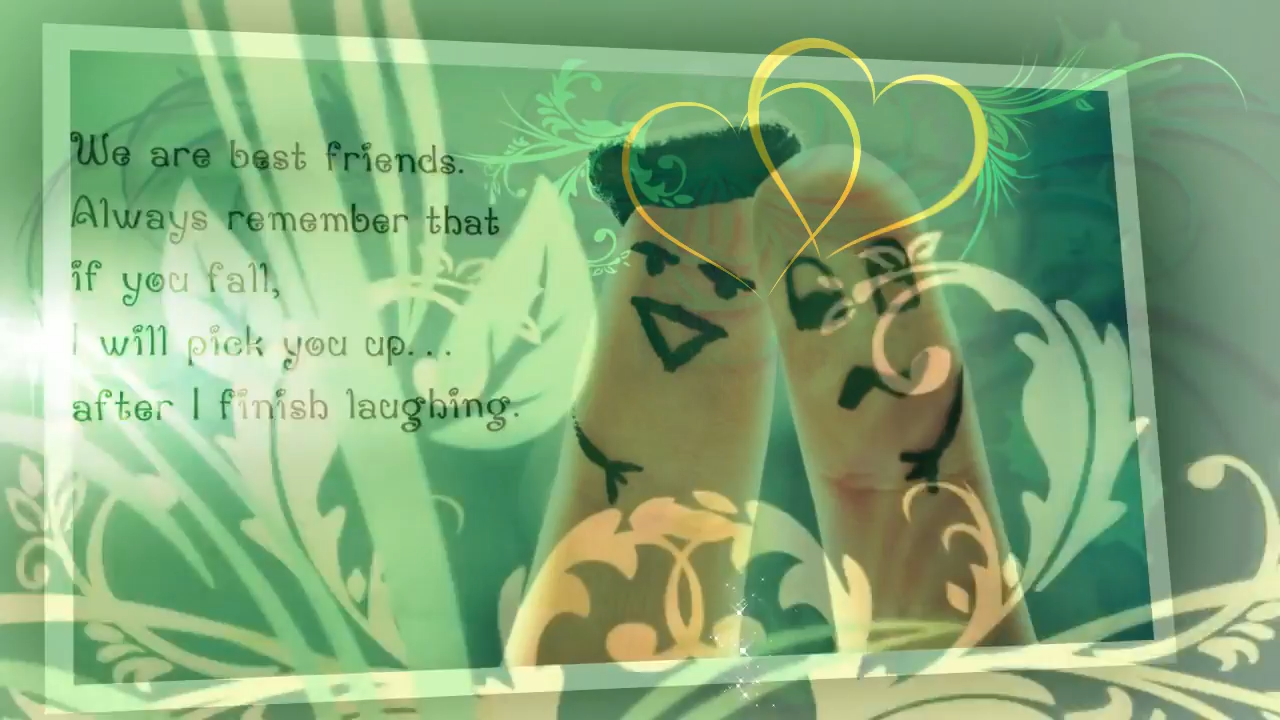 We are best friends.
Always remember that
if you fall,
I will pick you up...
after I finish laughing.